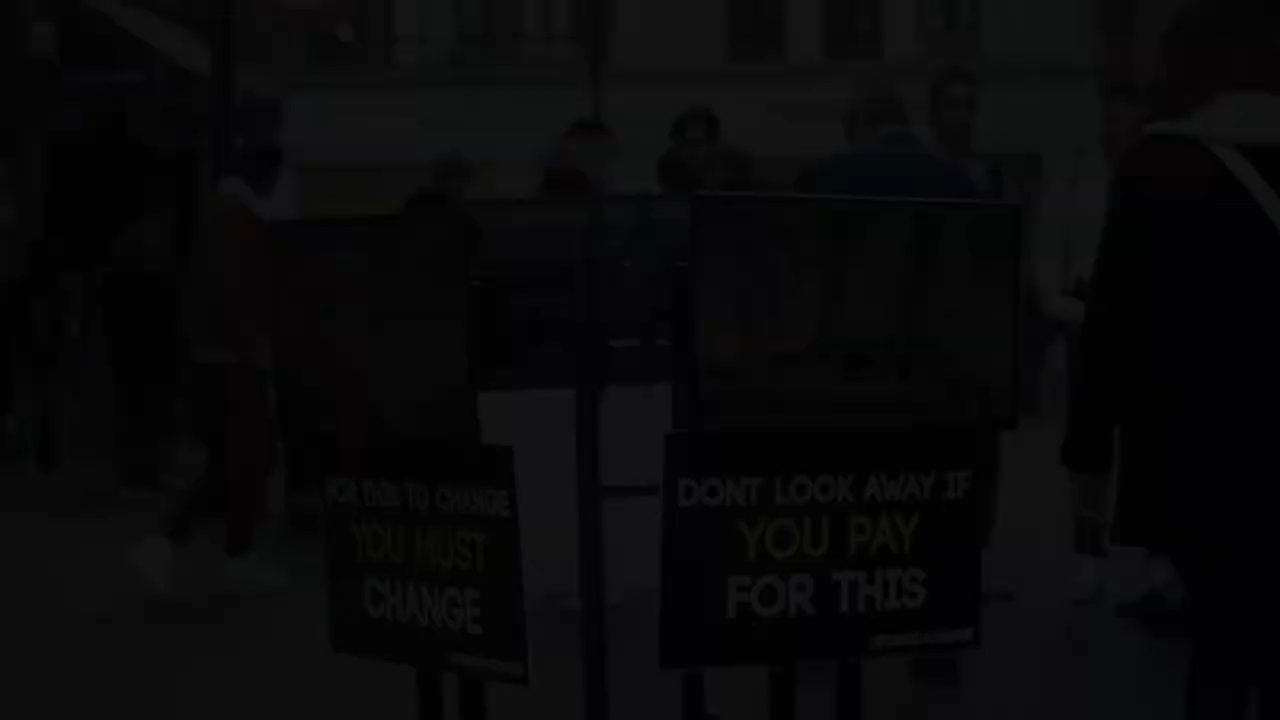 FOR THIS TO CHANGE
YOU MUST
CHANGE
DONT LOOK AWAY IF
YOU PAY
FOR THIS